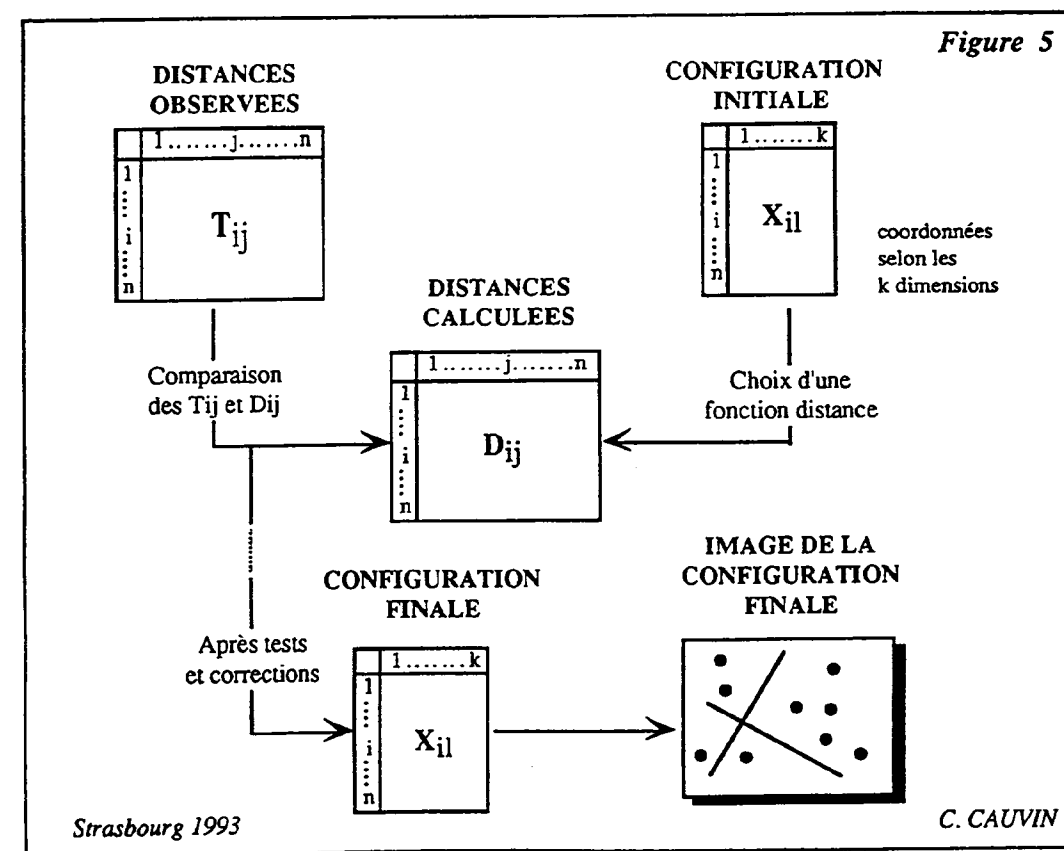 Figure 5
DISTANCES
OBSERVEES
1.......j.......n
1
i
n
Tij
CONFIGURATION
INITIALE
1.......k
1
i
n
Xil
coordonnées
selon les
k dimensions
Comparaison
des Tij et Dij
DISTANCES
CALCULEES
1.......j.......n
1
i
n
Dij
Choix d'une
fonction distance
Après tests
et corrections
CONFIGURATION
FINALE
1.......k
1
i
n
Xil
IMAGE DE LA
CONFIGURATION
FINALE
Strasbourg 1993
C. CAUVIN